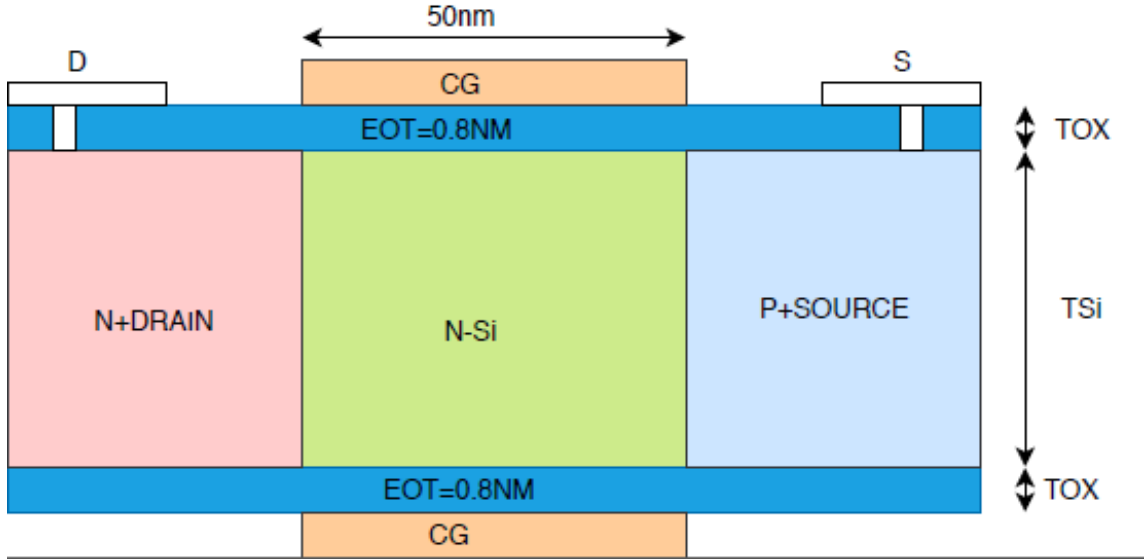 50nm
D
S
CG
EOT=0.8NM
TOX
N+DRAIN
N-Si
P+SOURCE
TSi
EOT=0.8NM
TOX
CG